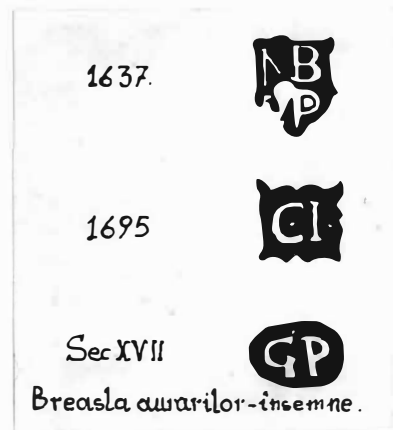 1637.
NB
P
1695
CI.
Sec XVII
GP
Breasla aurarilor-însemne.